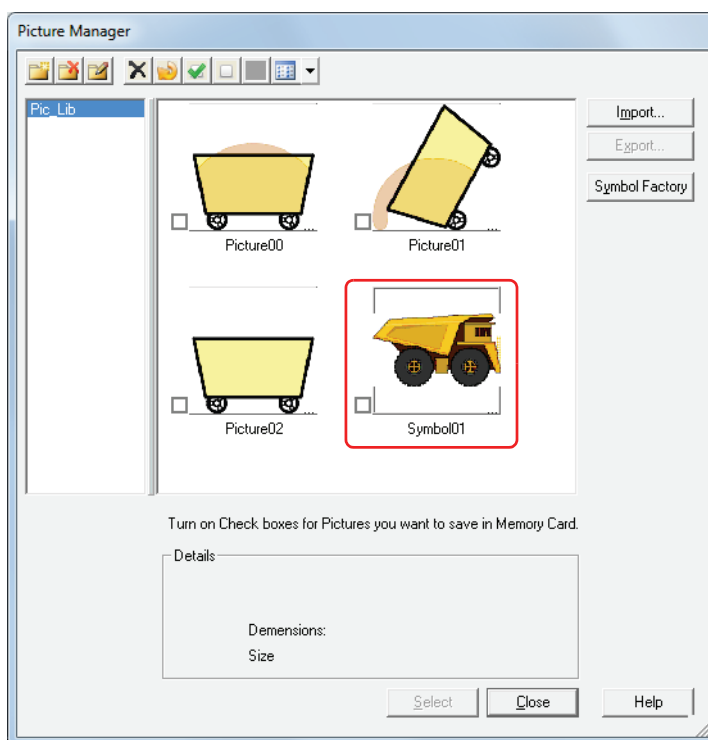 Picture Manager
Pic_Lib
Import...
Export...
Symbol Factory
...
...
Picture00
Picture01
...
...
Picture02
Symbol01
Turn on Check boxes for Pictures you want to save in Memory Card.
Details
Demensions:
Size
Select
Close
Help